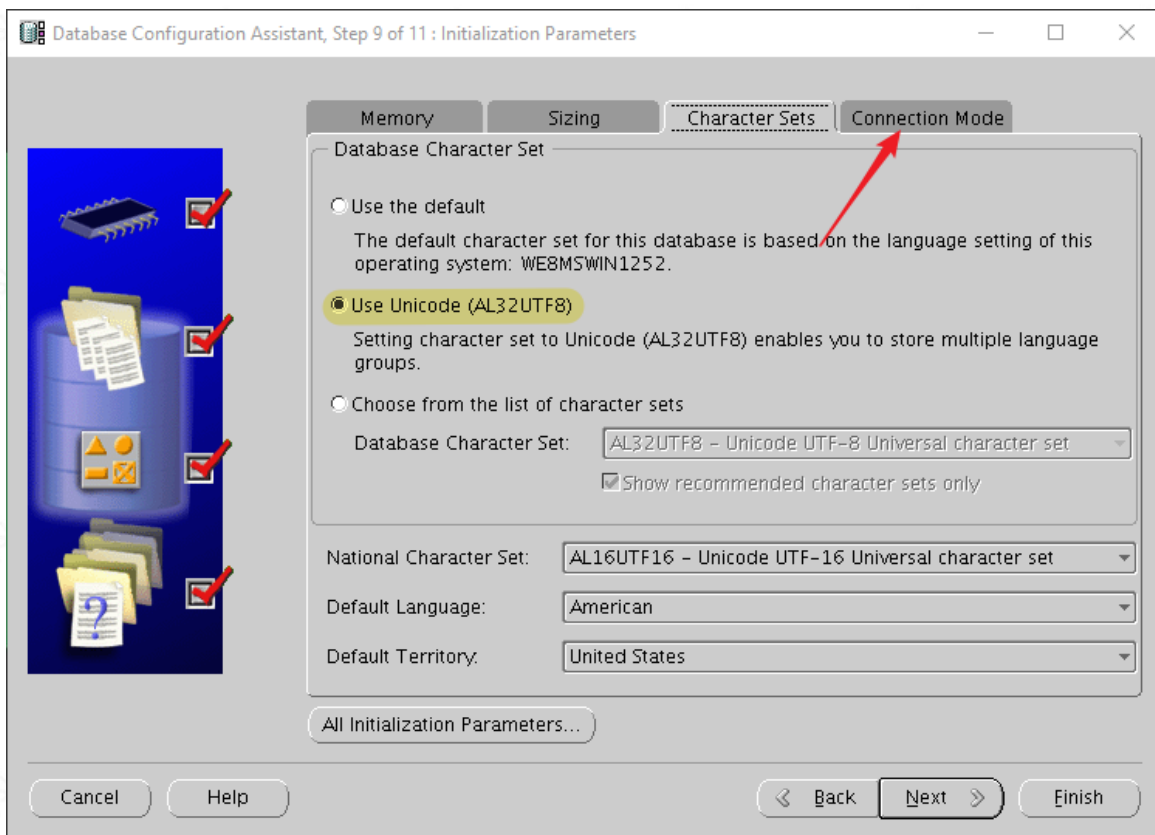 Database Configuration Assistant, Step 9 of 11 : Initialization Parameters
Memory Sizing Character Sets Connection Mode
Database Character Set
Use the default
The default character set for this database is based on the language setting of this
operating system: WE8MSWIN1252.
Use Unicode (AL32UTF8)
Setting character set to Unicode (AL32UTF8) enables you to store multiple language
groups.
Choose from the list of character sets
Database Character Set: AL32UTF8 – Unicode UTF–8 Universal character set
Show recommended character sets only
National Character Set: AL16UTF16 – Unicode UTF–16 Universal character set
Default Language: American
Default Territory: United States
All Initialization Parameters...
Cancel Help Back Next Finish